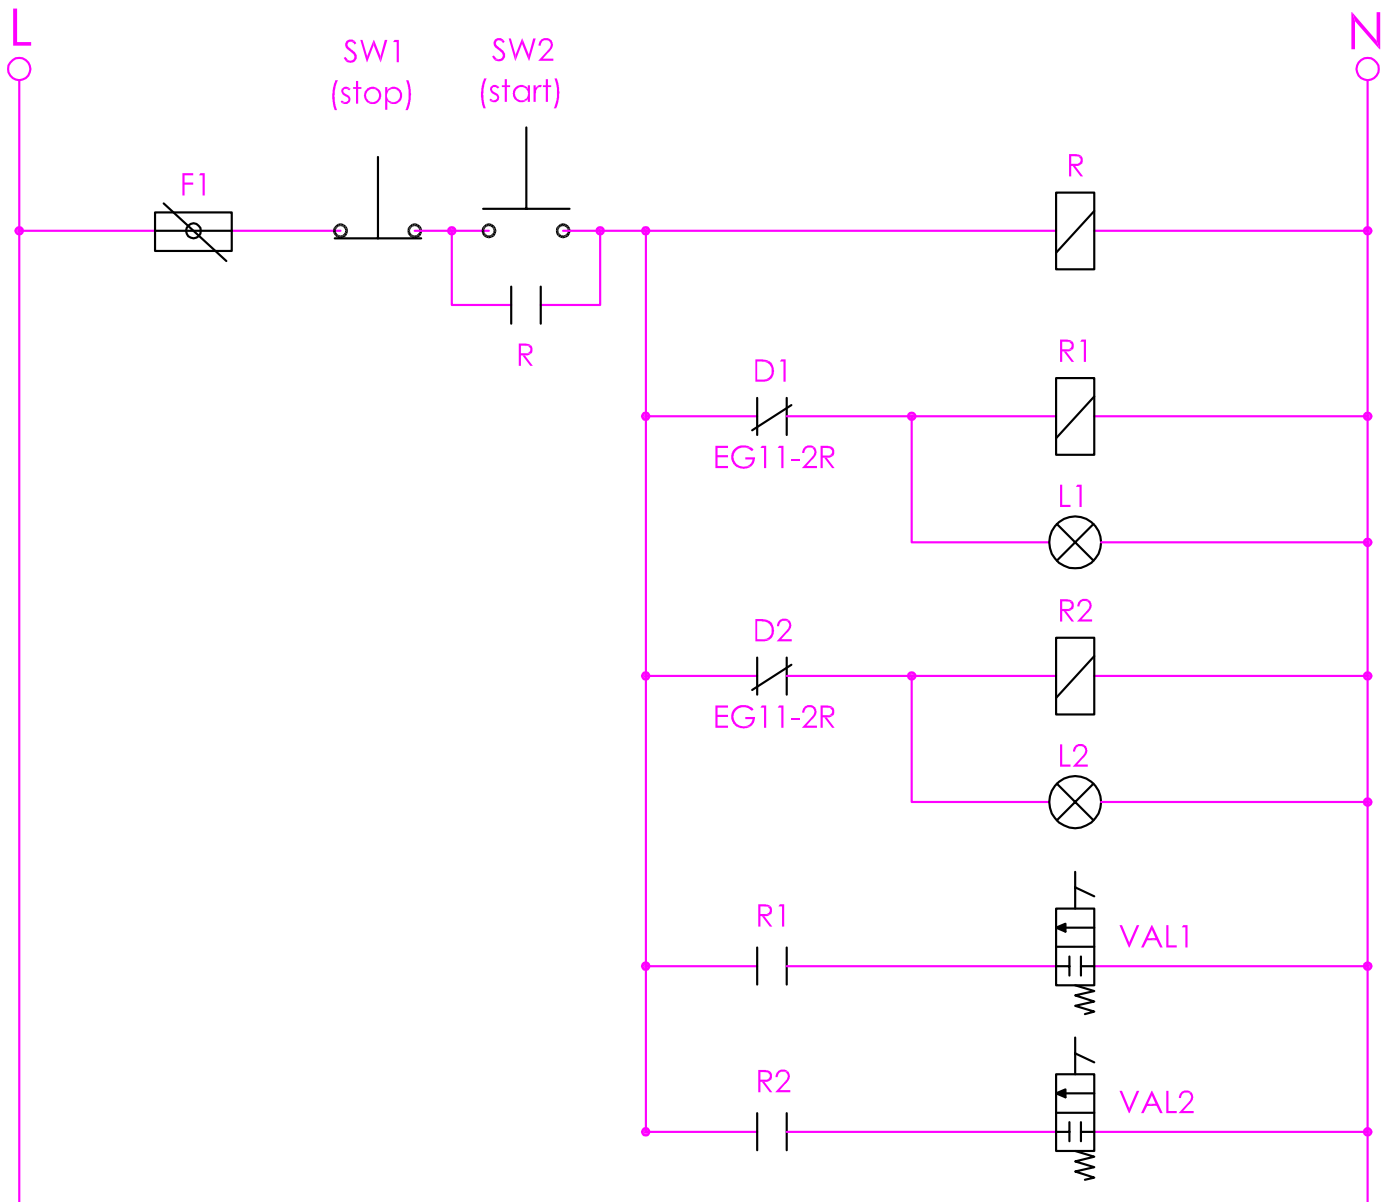 L
N
SW1
(stop)
SW2
(start)
F1
R
R
R1
D1
EG11-2R
L1
R2
D2
EG11-2R
L2
R1
VAL1
R2
VAL2